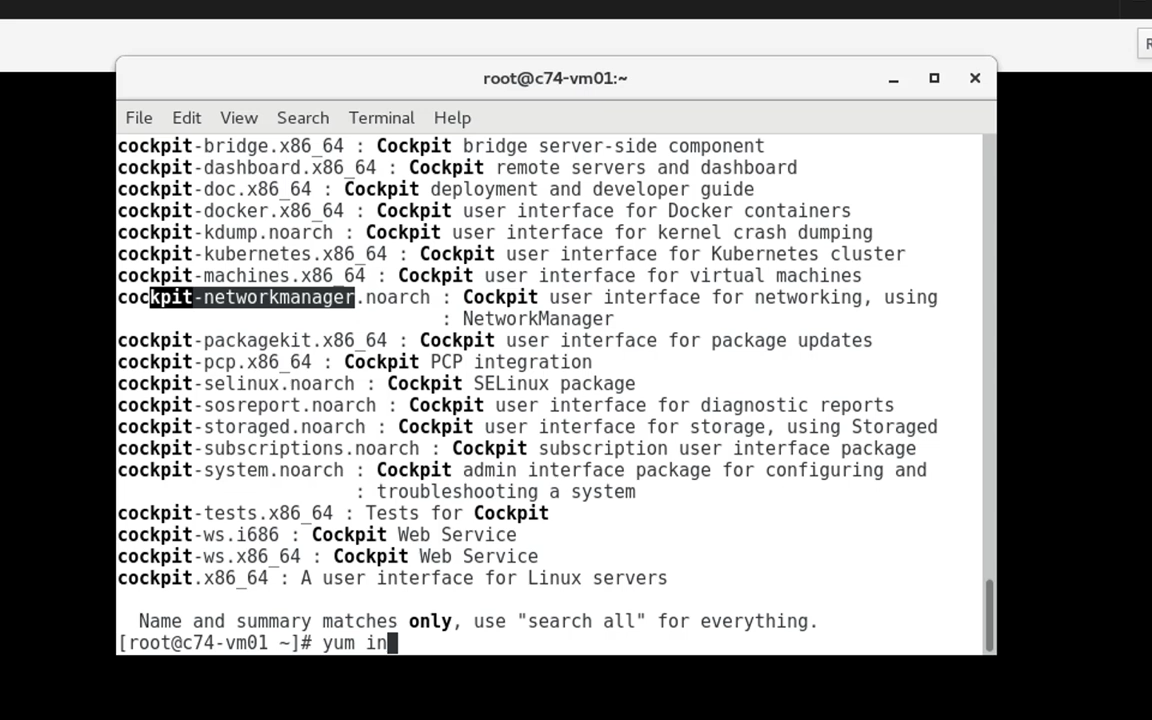 R
root@c74-vm01:~
File Edit View Search Terminal Help
cockpit-bridge.x86_64 : Cockpit bridge server-side component
cockpit-dashboard.x86_64 : Cockpit remote servers and dashboard
cockpit-doc.x86_64 : Cockpit deployment and developer guide
cockpit-docker.x86_64 : Cockpit user interface for Docker containers
cockpit-kdump.noarch : Cockpit user interface for kernel crash dumping
cockpit-kubernetes.x86_64 : Cockpit user interface for Kubernetes cluster
cockpit-machines.x86_64 : Cockpit user interface for virtual machines
cockpit-networkmanager.noarch : Cockpit user interface for networking, using
: NetworkManager
cockpit-packagekit.x86_64 : Cockpit user interface for package updates
cockpit-pcp.x86_64 : Cockpit PCP integration
cockpit-selinux.noarch : Cockpit SELinux package
cockpit-sosreport.noarch : Cockpit user interface for diagnostic reports
cockpit-storaged.noarch : Cockpit user interface for storage, using Storaged
cockpit-subscriptions.noarch : Cockpit subscription user interface package
cockpit-system.noarch : Cockpit admin interface package for configuring and
: troubleshooting a system
cockpit-tests.x86_64 : Tests for Cockpit
cockpit-ws.i686 : Cockpit Web Service
cockpit-ws.x86_64 : Cockpit Web Service
cockpit.x86_64 : A user interface for Linux servers
Name and summary matches only, use "search all" for everything.
[root@c74-vm01 ~]# yum in